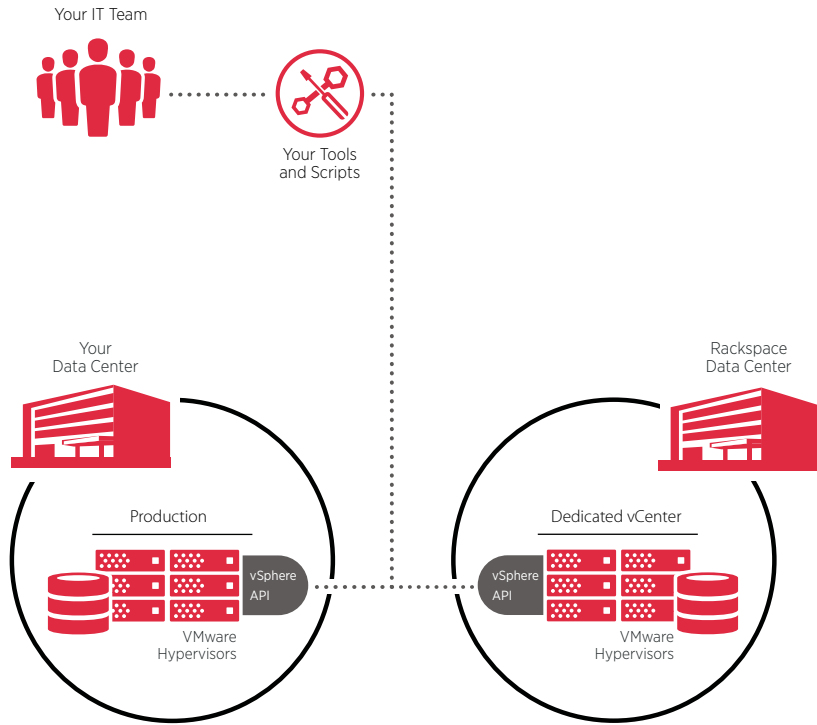 Your IT Team
Your Tools
and Scripts
Your
Data Center
Rackspace
Data Center
Production
vSphere
API
VMware
Hypervisors
Dedicated vCenter
vSphere
API
VMware
Hypervisors